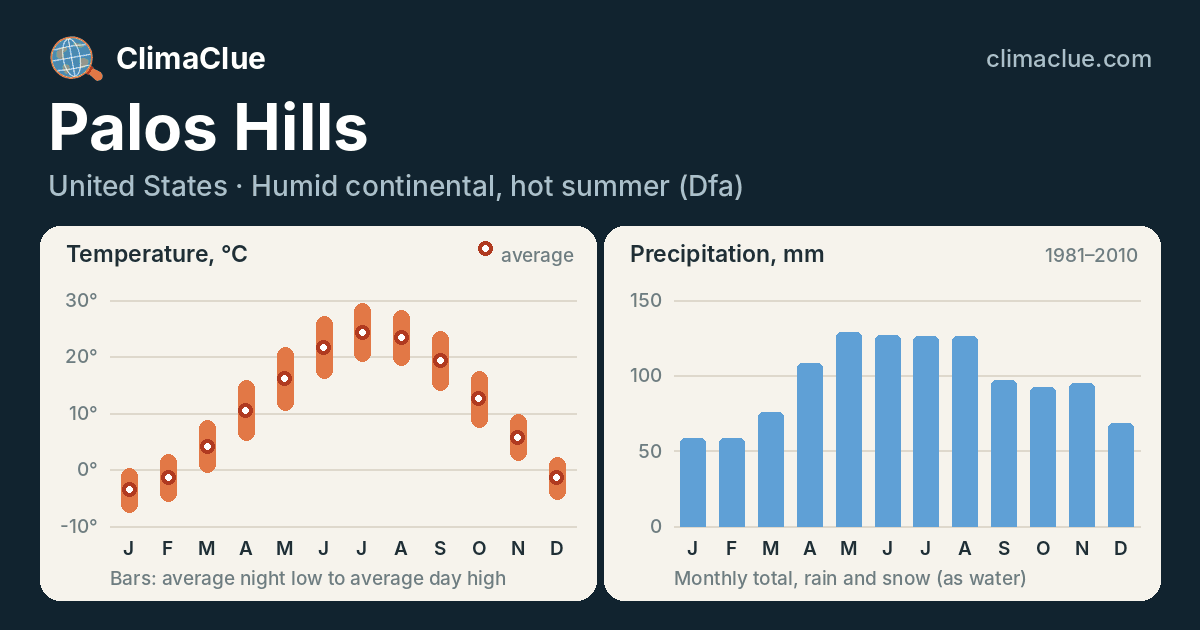 ClimaClue
climaclue.com
Palos Hills
United States · Humid continental, hot summer (Dfa)
Temperature, °C
average
30°
20°
10°
0°
-10°
J F M A M J J A S O N D
Bars: average night low to average day high
Precipitation, mm
1981–2010
150
100
50
0
J F M A M J J A S O N D
Monthly total, rain and snow (as water)